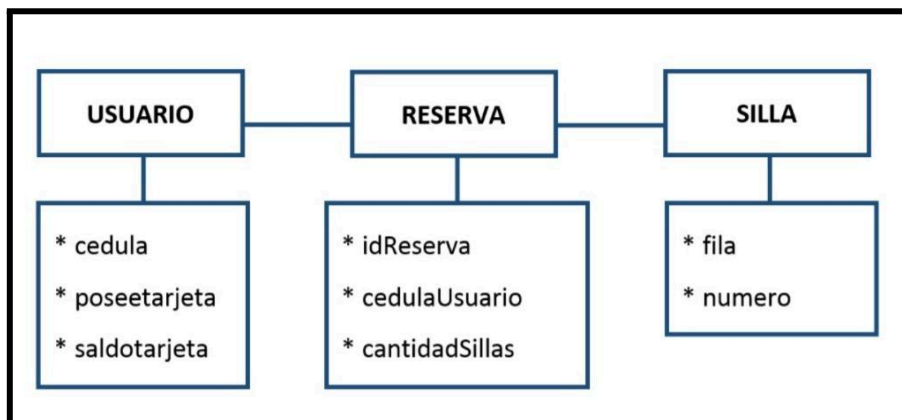 USUARIO
RESERVA
SILLA
* cedula
* poseetarjeta
* saldotarjeta
* idReserva
* cedulaUsuario
* cantidadSillas
* fila
* numero